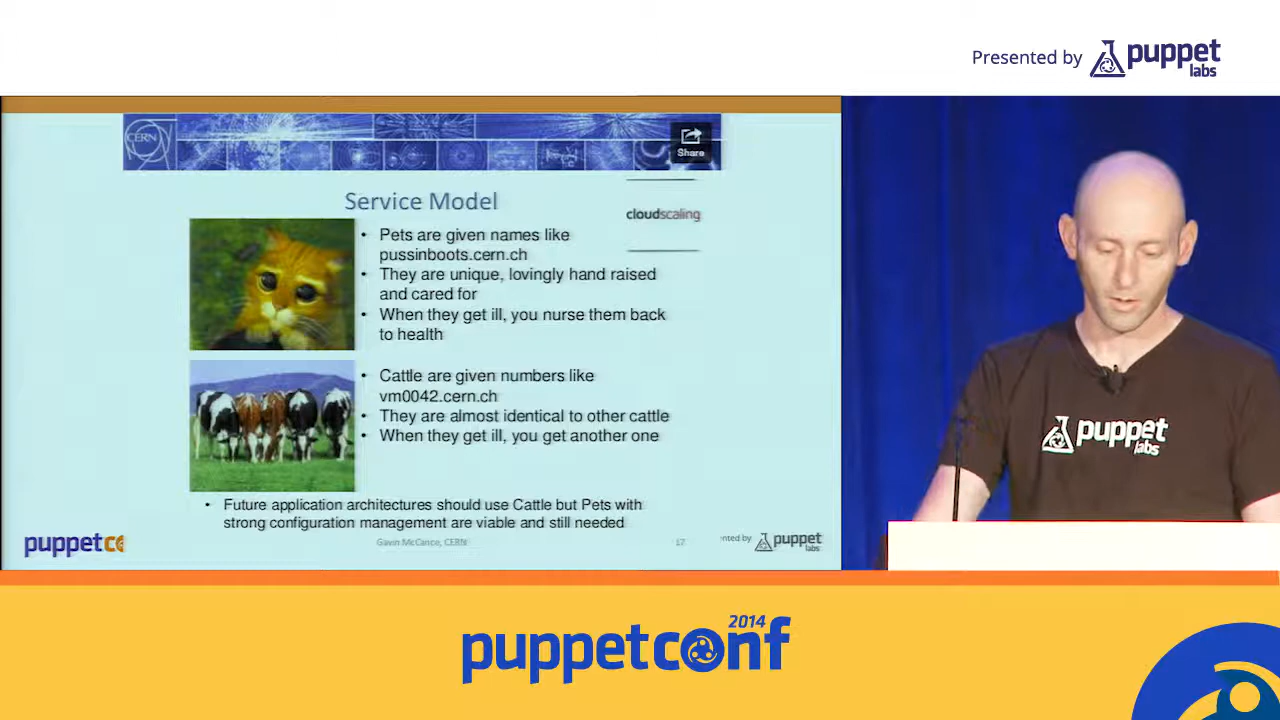 Presented by puppet labs
CERN
Share
Service Model
cloudscaling
• Pets are given names like
pussinboots.cern.ch
• They are unique, lovingly hand raised
and cared for
• When they get ill, you nurse them back
to health
• Cattle are given numbers like
vm0042.cern.ch
• They are almost identical to other cattle
• When they get ill, you get another one
• Future application architectures should use Cattle but Pets with
strong configuration management are viable and still needed
puppetco
Gavin McCance, CERN
17
nted by puppet labs
puppet labs
puppetconf 2014